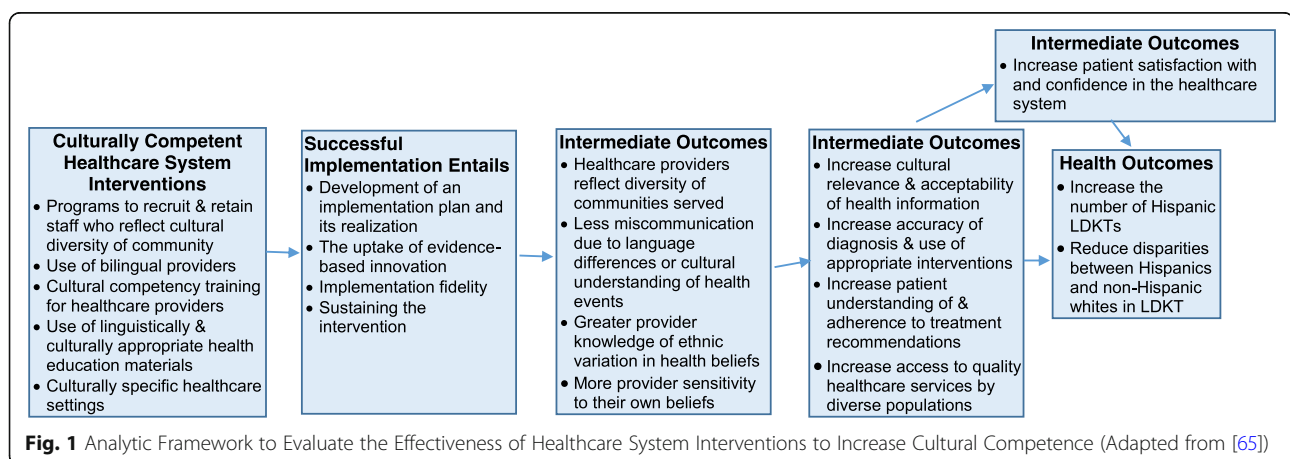 Culturally Competent
Healthcare System
Interventions
• Programs to recruit & retain
staff who reflect cultural
diversity of community
• Use of bilingual providers
• Cultural competency training
for healthcare providers
• Use of linguistically &
culturally appropriate health
education materials
• Culturally specific healthcare
settings
Successful
Implementation Entails
• Development of an
implementation plan and
its realization
• The uptake of evidence-
based innovation
• Implementation fidelity
• Sustaining the
intervention
Intermediate Outcomes
• Healthcare providers
reflect diversity of
communities served
• Less miscommunication
due to language
differences or cultural
understanding of health
events
• Greater provider
knowledge of ethnic
variation in health beliefs
• More provider sensitivity
to their own beliefs
Intermediate Outcomes
• Increase cultural
relevance & acceptability
of health information
• Increase accuracy of
diagnosis & use of
appropriate interventions
• Increase patient
understanding of &
adherence to treatment
recommendations
• Increase access to quality
healthcare services by
diverse populations
Intermediate Outcomes
• Increase patient satisfaction with
and confidence in the healthcare
system
Health Outcomes
• Increase the
number of Hispanic
LDKTs
• Reduce disparities
between Hispanics
and non-Hispanic
whites in LDKT
Fig. 1 Analytic Framework to Evaluate the Effectiveness of Healthcare System Interventions to Increase Cultural Competence (Adapted from [65])